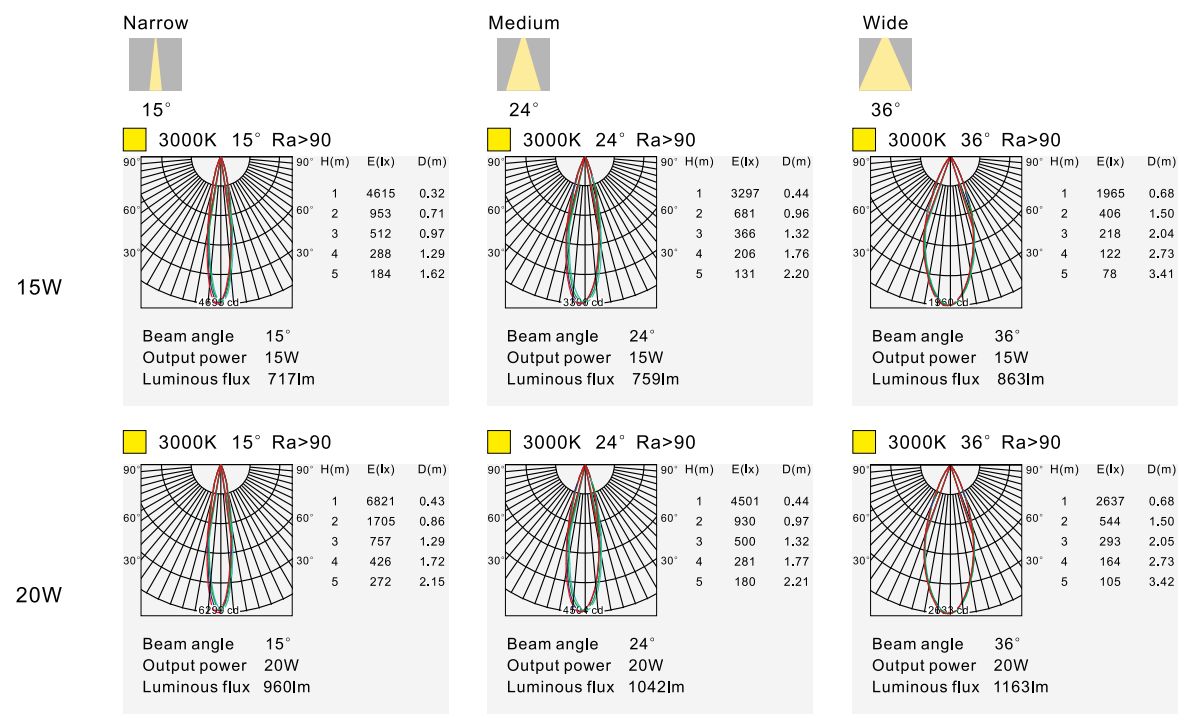 Narrow
Medium
Wide
15°
24°
36°
15W
3000K 15° Ra>90
90° 90° H(m) E(lx) D(m)
1 4615 0.32
60° 60° 2 953 0.71
3 512 0.97
30° 30° 4 288 1.29
5 184 1.62
cd
Beam angle 15°
Output power 15W
Luminous flux 717lm
3000K 24° Ra>90
90° 90° H(m) E(lx) D(m)
1 3297 0.44
60° 60° 2 681 0.96
3 366 1.32
30° 30° 4 206 1.76
5 131 2.20
cd
Beam angle 24°
Output power 15W
Luminous flux 759lm
3000K 36° Ra>90
90° 90° H(m) E(lx) D(m)
1 1965 0.68
60° 60° 2 406 1.50
3 218 2.04
30° 30° 4 122 2.73
5 78 3.41
1960 cd
Beam angle 36°
Output power 15W
Luminous flux 863lm
20W
3000K 15° Ra>90
90° 90° H(m) E(lx) D(m)
1 6821 0.43
60° 60° 2 1705 0.86
3 757 1.29
30° 30° 4 426 1.72
5 272 2.15
cd
Beam angle 15°
Output power 20W
Luminous flux 960lm
3000K 24° Ra>90
90° 90° H(m) E(lx) D(m)
1 4501 0.44
60° 60° 2 930 0.97
3 500 1.32
30° 30° 4 281 1.77
5 180 2.21
4504 cd
Beam angle 24°
Output power 20W
Luminous flux 1042lm
3000K 36° Ra>90
90° 90° H(m) E(lx) D(m)
1 2637 0.68
60° 60° 2 544 1.50
3 293 2.05
30° 30° 4 164 2.73
5 105 3.42
2633 cd
Beam angle 36°
Output power 20W
Luminous flux 1163lm